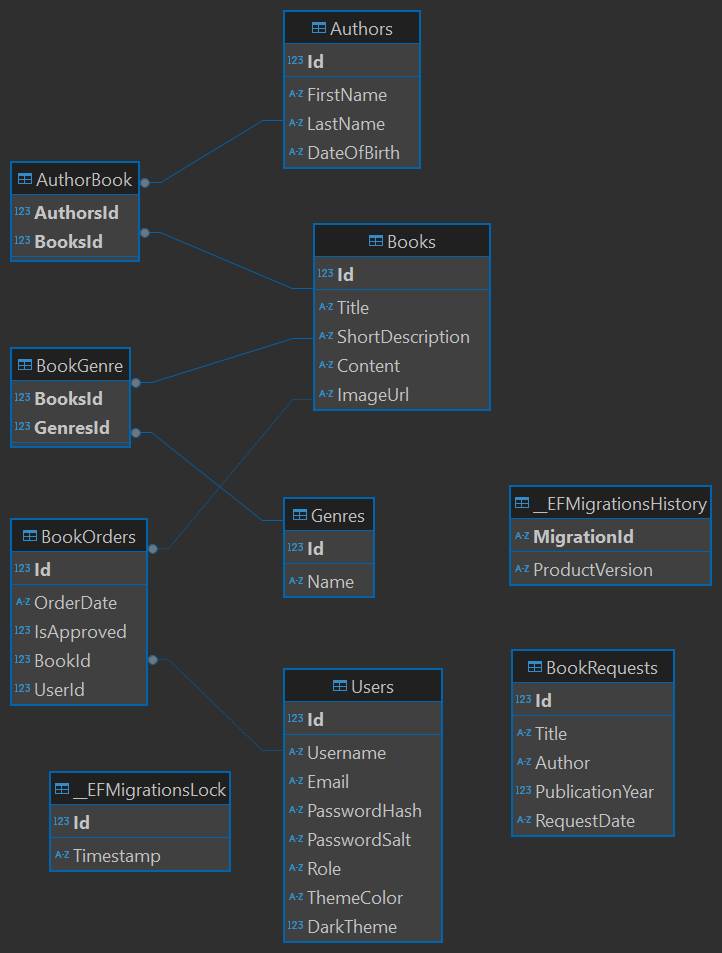 Authors
123 Id
A-Z FirstName
A-Z LastName
A-Z DateOfBirth
AuthorBook
123 AuthorsId
123 BooksId
Books
123 Id
A-Z Title
A-Z ShortDescription
A-Z Content
A-Z ImageUrl
BookGenre
123 BooksId
123 GenresId
Genres
123 Id
A-Z Name
__EFMigrationsHistory
A-Z MigrationId
A-Z ProductVersion
BookOrders
123 Id
A-Z OrderDate
123 IsApproved
123 BookId
123 UserId
Users
123 Id
A-Z Username
A-Z Email
A-Z PasswordHash
A-Z PasswordSalt
A-Z Role
A-Z ThemeColor
123 DarkTheme
BookRequests
123 Id
A-Z Title
A-Z Author
123 PublicationYear
A-Z RequestDate
__EFMigrationsLock
123 Id
A-Z Timestamp